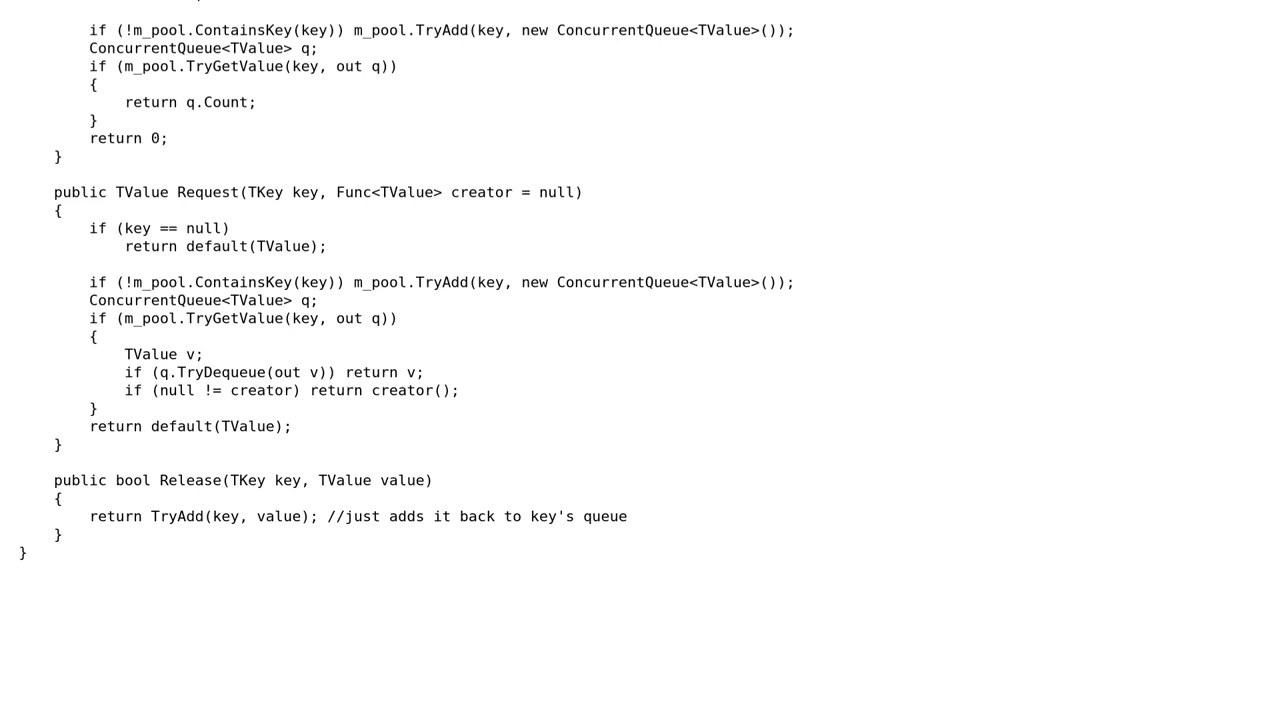 if (!m_pool.ContainsKey(key)) m_pool.TryAdd(key, new ConcurrentQueue<TValue>());
        ConcurrentQueue<TValue> q;
        if (m_pool.TryGetValue(key, out q))
        {
            return q.Count;
        }
        return 0;
    }

    public TValue Request(TKey key, Func<TValue> creator = null)
    {
        if (key == null)
            return default(TValue);

        if (!m_pool.ContainsKey(key)) m_pool.TryAdd(key, new ConcurrentQueue<TValue>());
        ConcurrentQueue<TValue> q;
        if (m_pool.TryGetValue(key, out q))
        {
            TValue v;
            if (q.TryDequeue(out v)) return v;
            if (null != creator) return creator();
        }
        return default(TValue);
    }

    public bool Release(TKey key, TValue value)
    {
        return TryAdd(key, value); //just adds it back to key's queue
    }
}